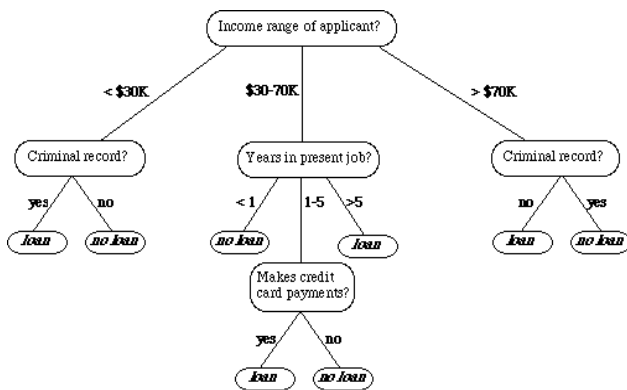 Income range of applicant?
< $30K
$30-70K
> $70K
Criminal record?
Years in present job?
Criminal record?
yes
no
< 1
1-5
>5
no
yes
loan
no loan
no loan
loan
loan
no loan
Makes credit
card payments?
yes
no
loan
no loan